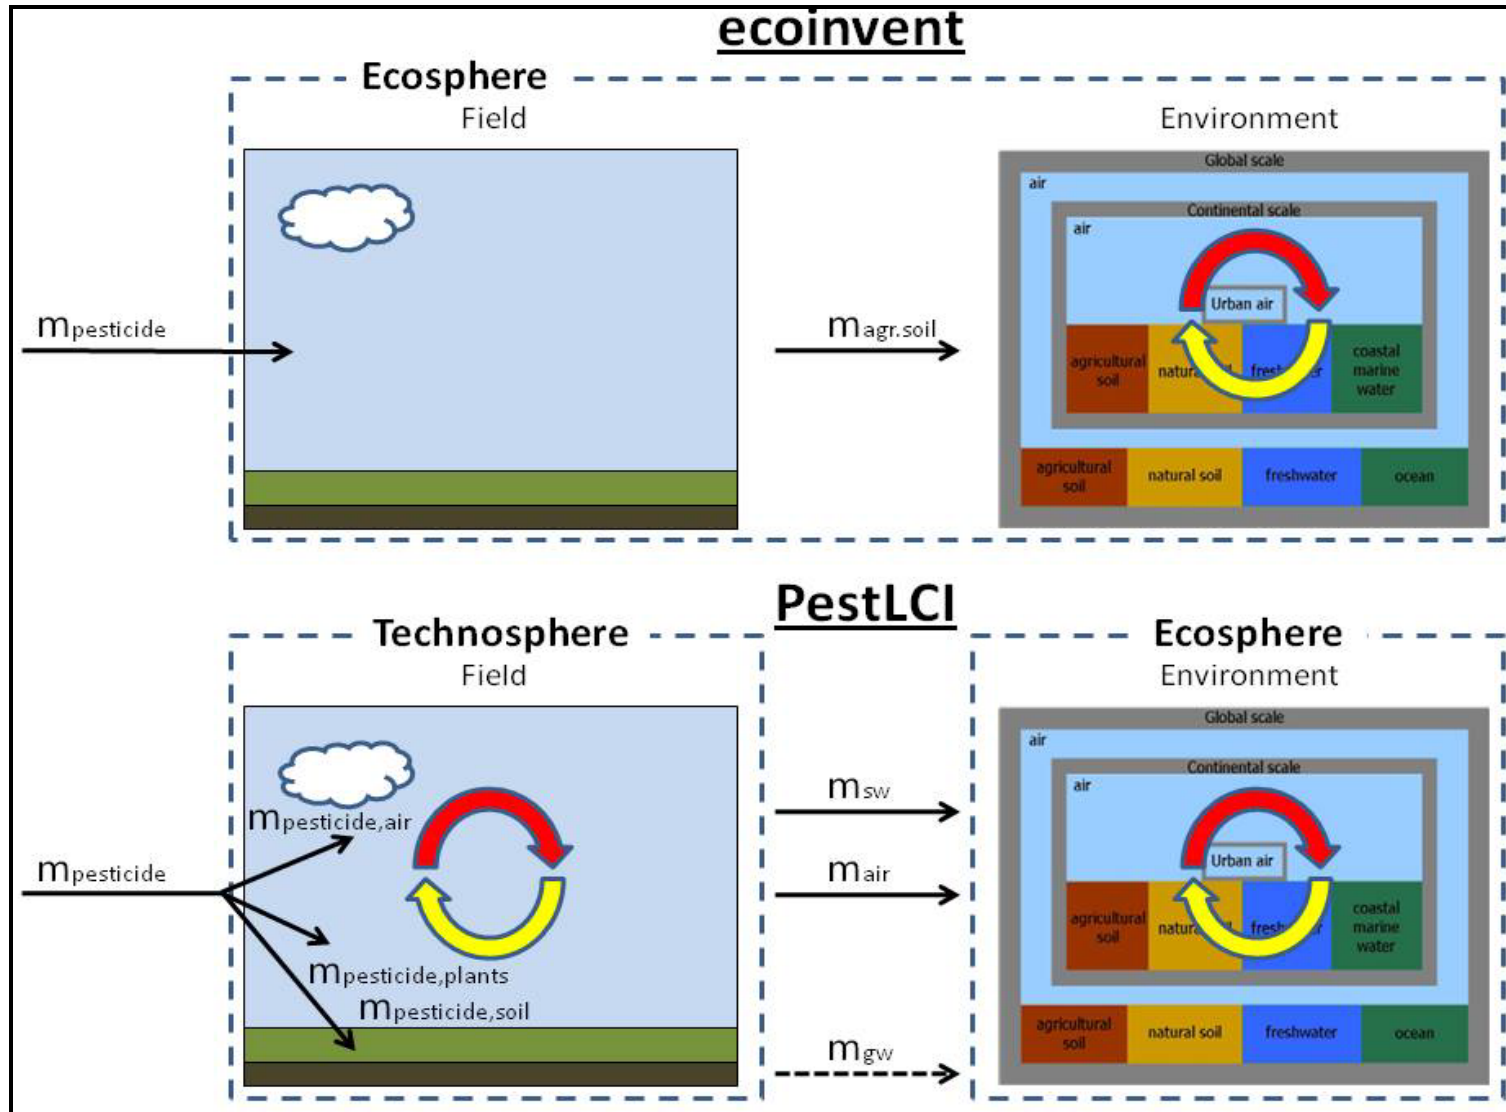 ecoinvent
Ecosphere
Field
Environment
Global scale
air
Continental scale
air
Urban air
mpesticide
magr.soil
agricultural
soil
coastal
marine
water
agricultural
soil
natural soil
freshwater
ocean
PestLCI
Technosphere
Ecosphere
Field
Environment
Global scale
air
Continental scale
air
mpesticide,air
msw
Urban air
mpesticide
mair
agricultural
soil
coastal
marine
water
mpesticide,plants
mpesticide,soil
mgw
agricultural
soil
natural soil
freshwater
ocean